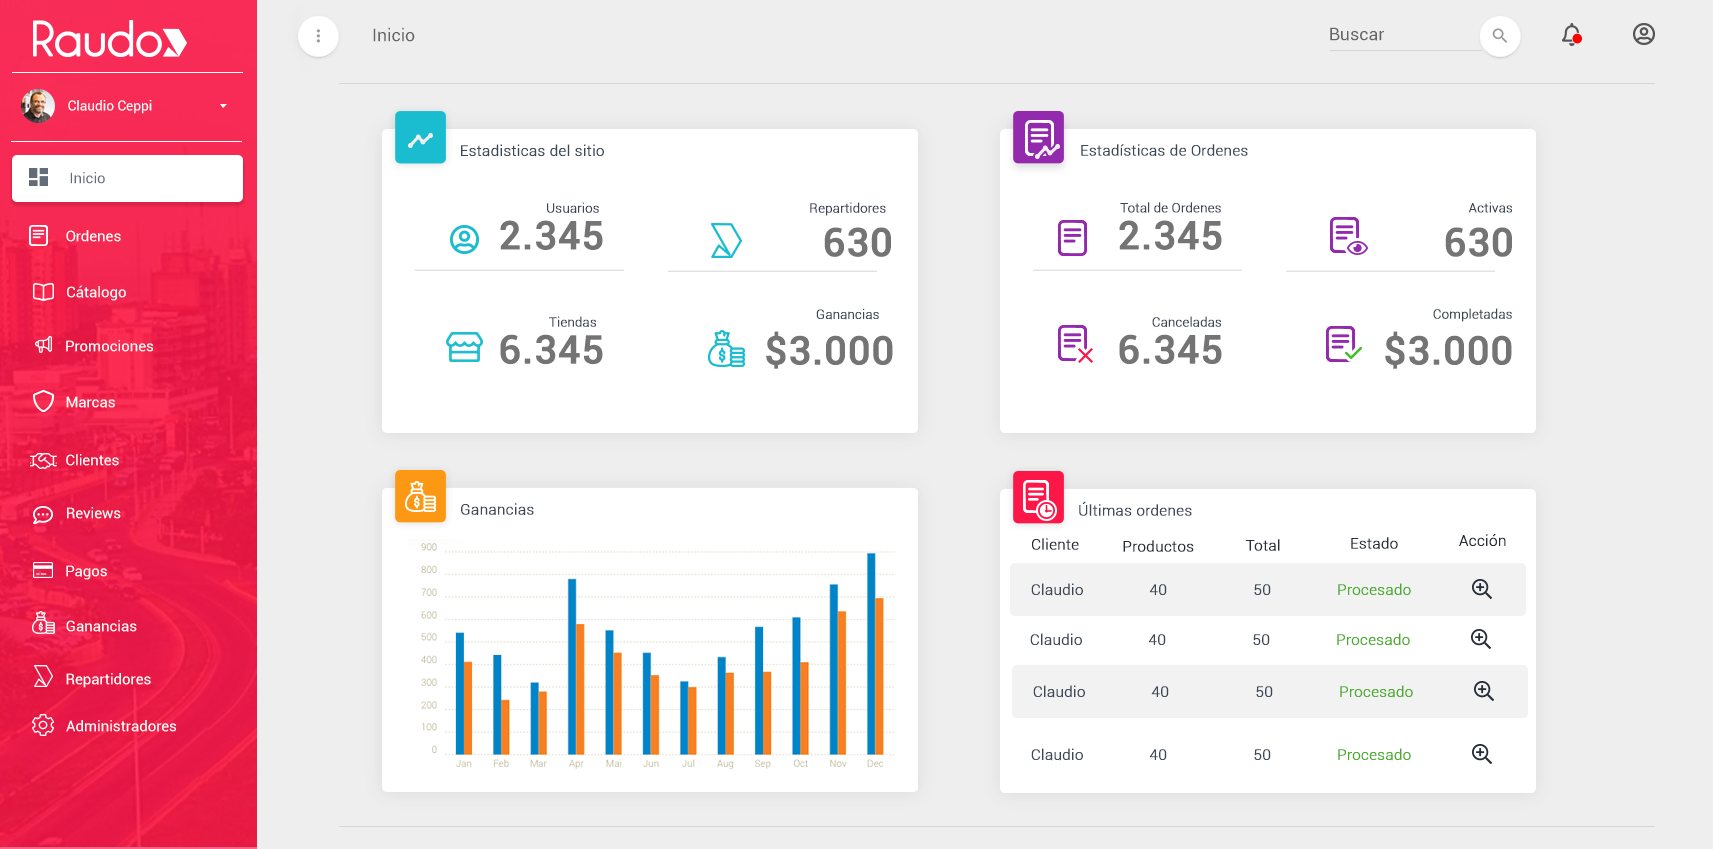 Raudo
Claudio Ceppi
Inicio
Ordenes
Cátalogo
Promociones
Marcas
Clientes
Reviews
Pagos
Ganancias
Repartidores
Administradores
Inicio
Buscar
Estadisticas del sitio
Usuarios
2.345
Repartidores
630
Tiendas
6.345
Ganancias
$3.000
Estadísticas de Ordenes
Total de Ordenes
2.345
Activas
630
Canceladas
6.345
Completadas
$3.000
Ganancias
900
800
700
600
500
400
300
200
100
0
Jan Feb Mar Apr Mai Jun Jul Aug Sep Oct Nov Dec
Últimas ordenes
Cliente Productos Total Estado Acción
Claudio 40 50 Procesado
Claudio 40 50 Procesado
Claudio 40 50 Procesado
Claudio 40 50 Procesado